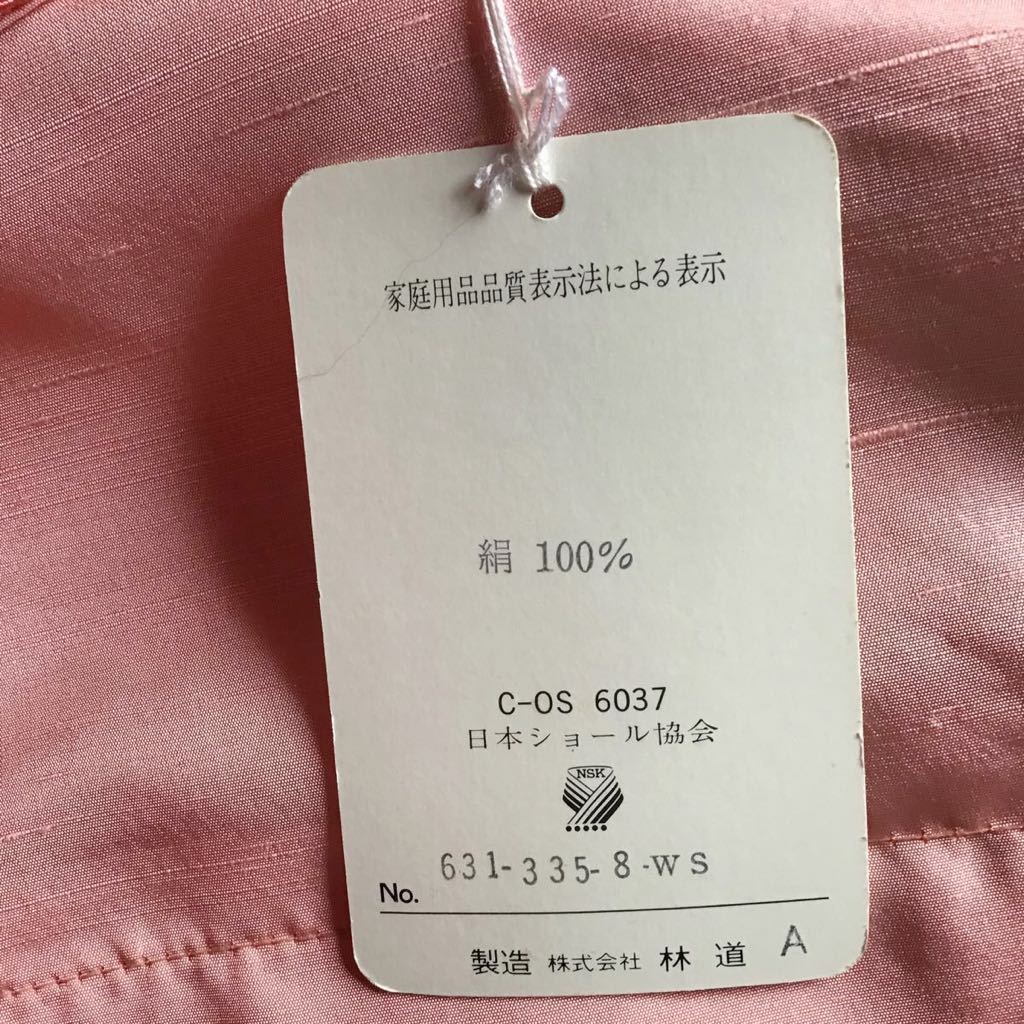 家庭用品品質表示法による表示
絹 100%
C-OS 6037
日本ショール協会
NSK
No. 631-335-8-WS
製造 株式会社 林道 A